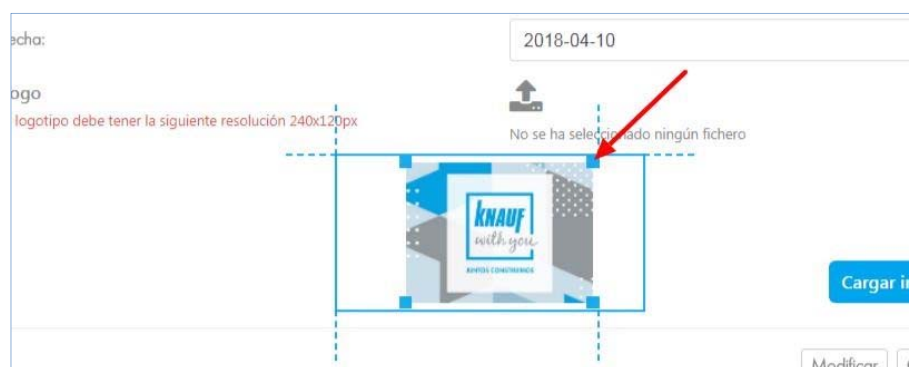 echa:
2018-04-10
ogo
logotipo debe tener la siguiente resolución 240x120px
No se ha seleccionado ningún fichero
KNAUF
with you
JUNTOS CONSTRUIMOS
Cargar i
Modificar